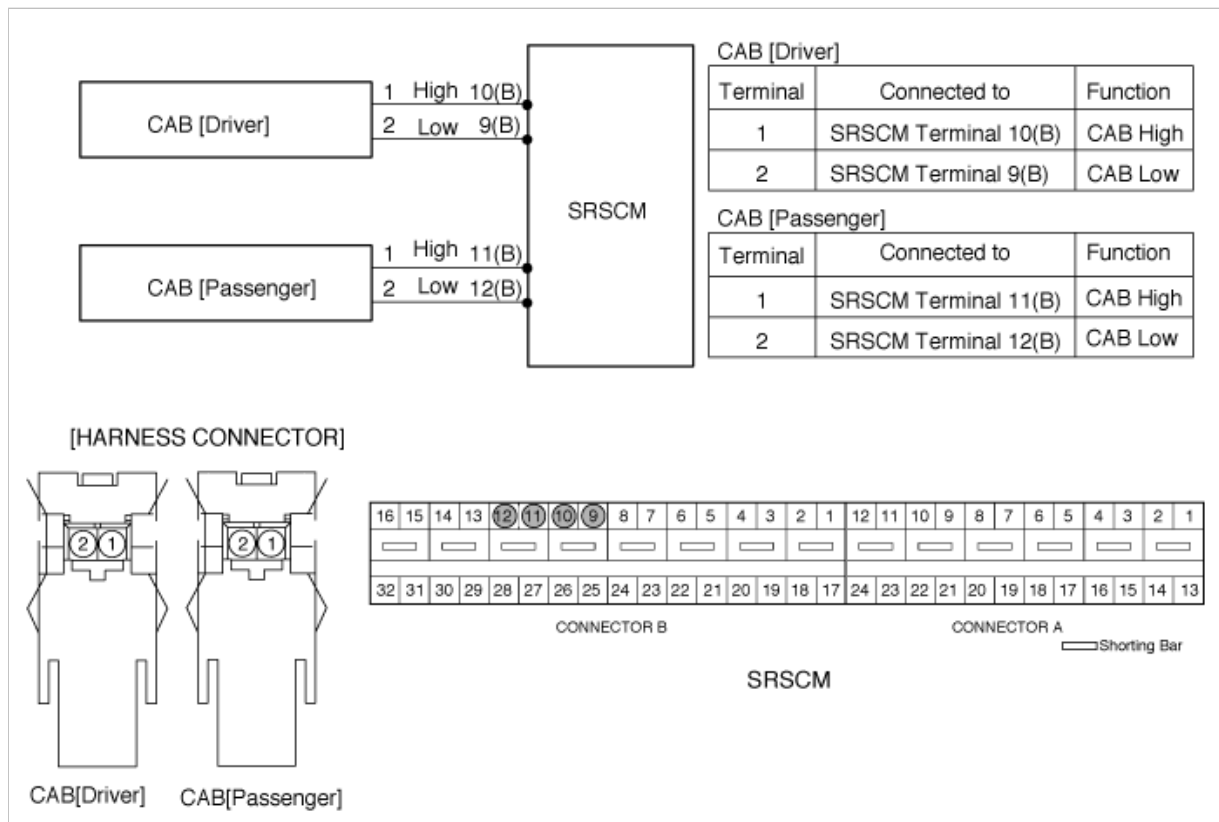 CAB [Driver]
1 High 10(B)
2 Low 9(B)
CAB [Passenger]
1 High 11(B)
2 Low 12(B)
SRSCM
CAB [Driver]
Terminal Connected to Function
1 SRSCM Terminal 10(B) CAB High
2 SRSCM Terminal 9(B) CAB Low
CAB [Passenger]
Terminal Connected to Function
1 SRSCM Terminal 11(B) CAB High
2 SRSCM Terminal 12(B) CAB Low
[HARNESS CONNECTOR]
2 1
2 1
CAB[Driver]
CAB[Passenger]
16 15 14 13 12 11 10 9 8 7 6 5 4 3 2 1 12 11 10 9 8 7 6 5 4 3 2 1
32 31 30 29 28 27 26 25 24 23 22 21 20 19 18 17 24 23 22 21 20 19 18 17 16 15 14 13
CONNECTOR B
CONNECTOR A
Shorting Bar
SRSCM